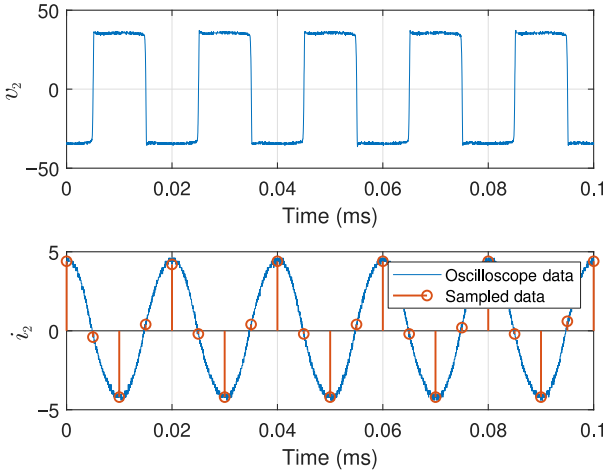 50
0
-50
v₂
0 0.02 0.04 0.06 0.08 0.1
Time (ms)
5
0
-5
i₂
Oscilloscope data
Sampled data
0 0.02 0.04 0.06 0.08 0.1
Time (ms)